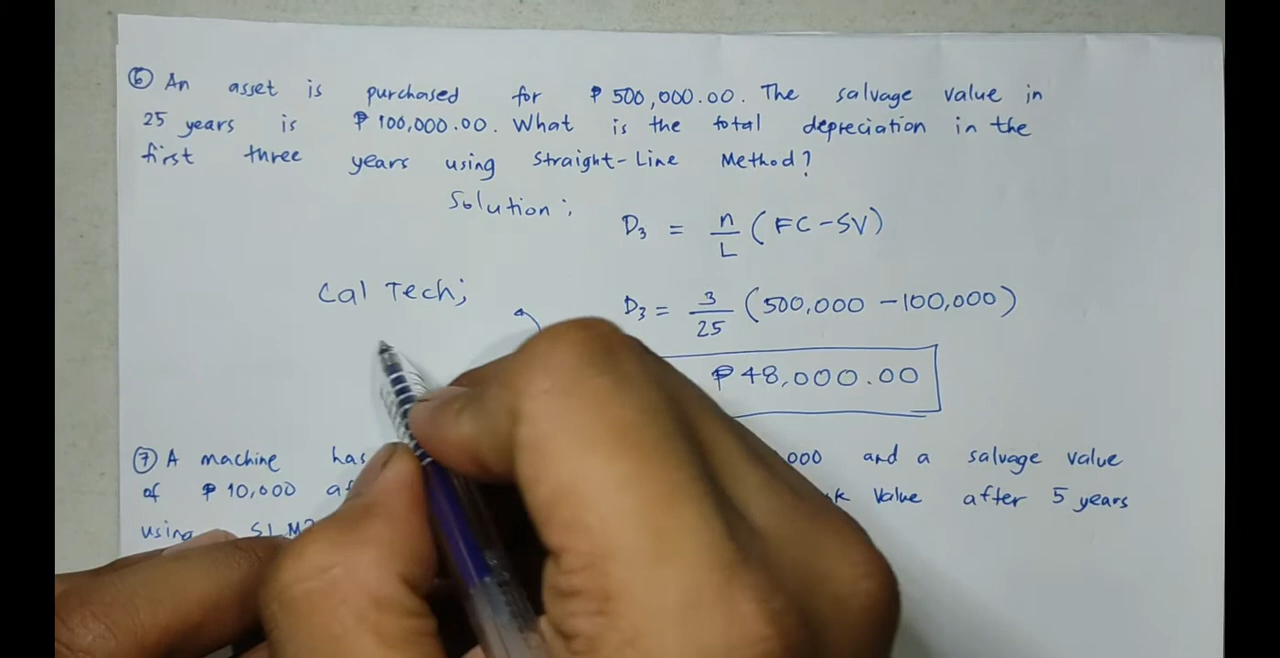 ⑥ An asset is purchased for ₱ 500,000.00. The salvage value in
25 years is ₱ 100,000.00. What is the total depreciation in the
first three years using Straight-Line Method?
Solution:
D₃ = n/L (FC - SV)
Cal Tech;
D₃ = 3/25 (500,000 - 100,000)
₱ 48,000.00
⑦ A machine has 000 and a salvage value
of ₱ 10,000 value after 5 years
using SLM?